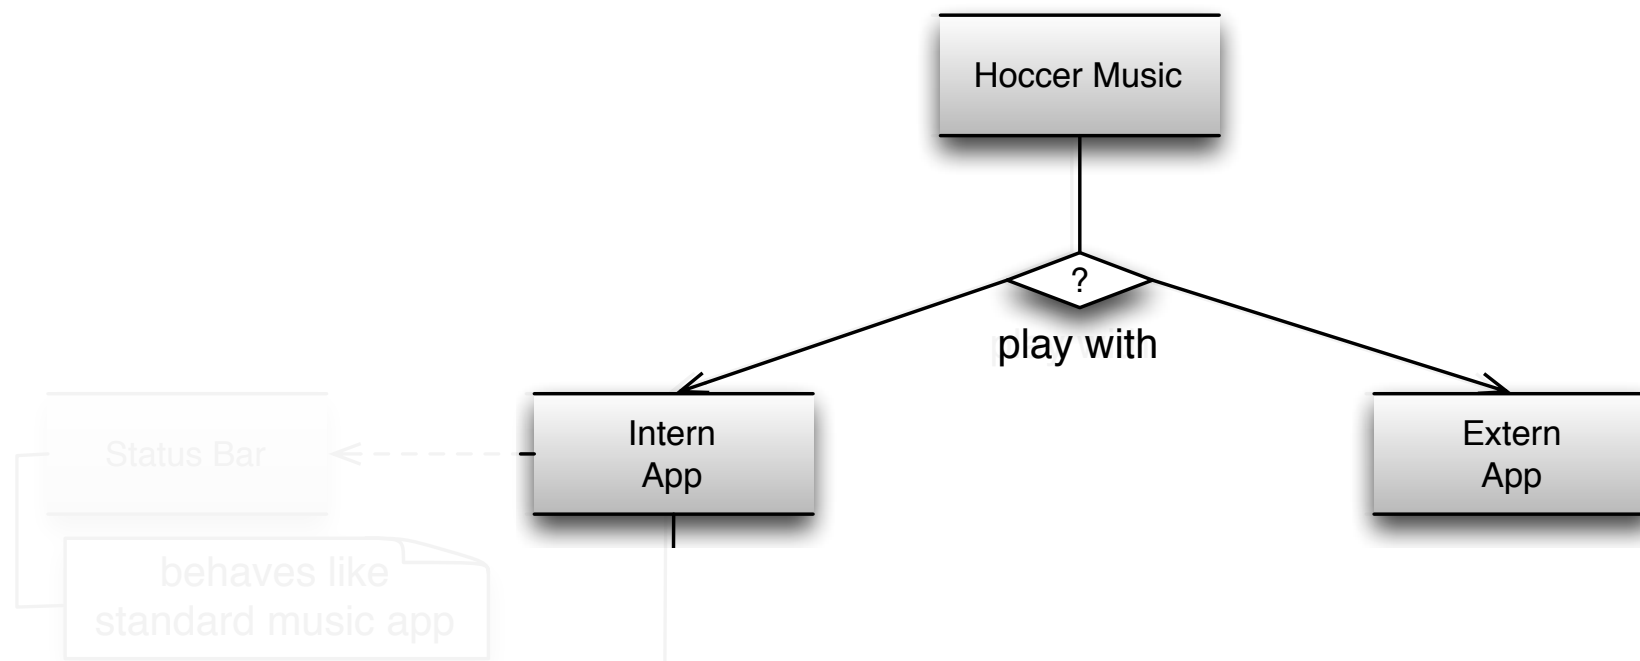 Hoccer Music
?
play with
Intern
App
Extern
App
Status Bar
behaves like
standard music app